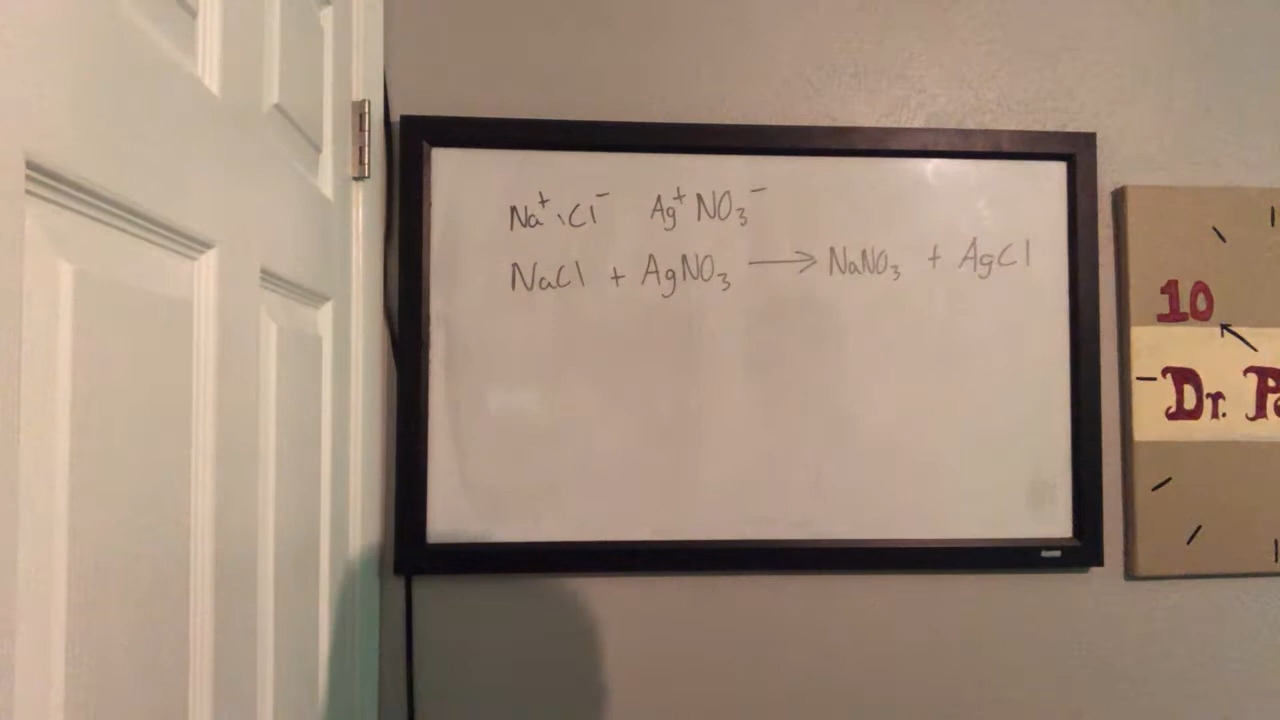 Na⁺, Cl⁻ Ag⁺ NO₃⁻
NaCl + AgNO₃ ⟶ NaNO₃ + AgCl
10
Dr.